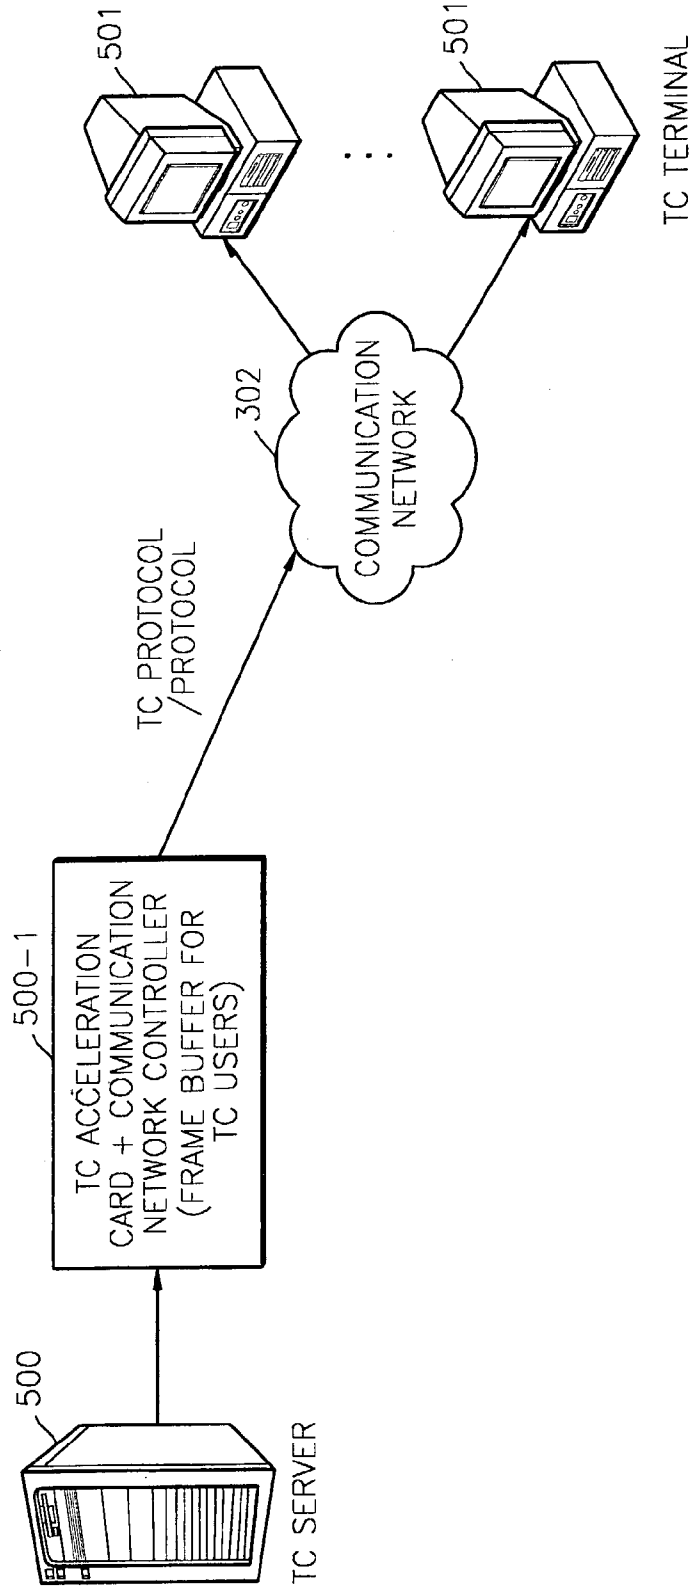 500
TC SERVER
500-1
TC ACCELERATION
CARD + COMMUNICATION
NETWORK CONTROLLER
(FRAME BUFFER FOR
TC USERS)
TC PROTOCOL
/PROTOCOL
302
COMMUNICATION
NETWORK
501
...
501
TC TERMINAL